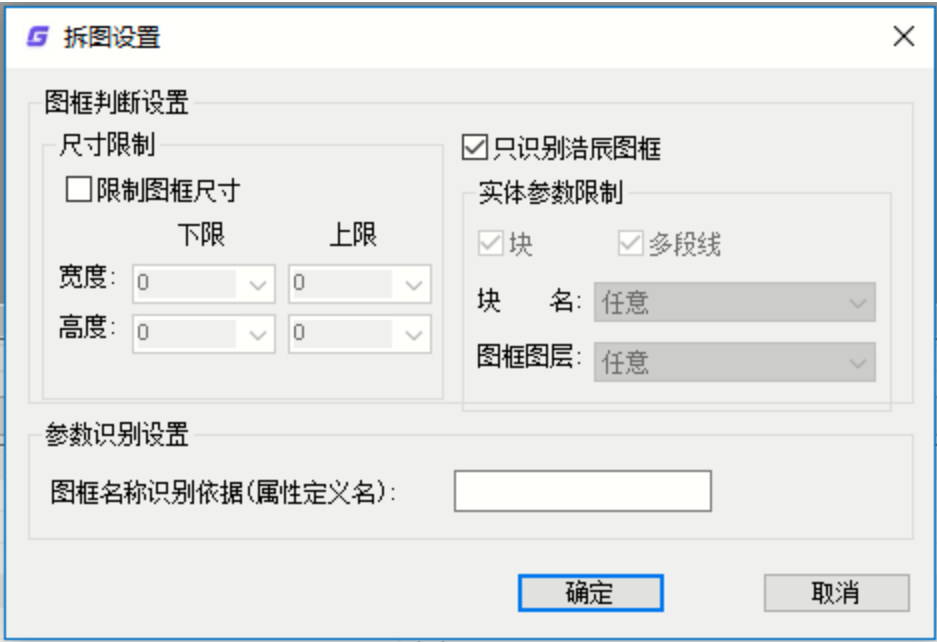 拆图设置
图框判断设置
尺寸限制
只识别浩辰图框
限制图框尺寸
实体参数限制
下限 上限
块 多段线
宽度: 0 0
块 名: 任意
高度: 0 0
图框图层: 任意
参数识别设置
图框名称识别依据(属性定义名):
确定 取消